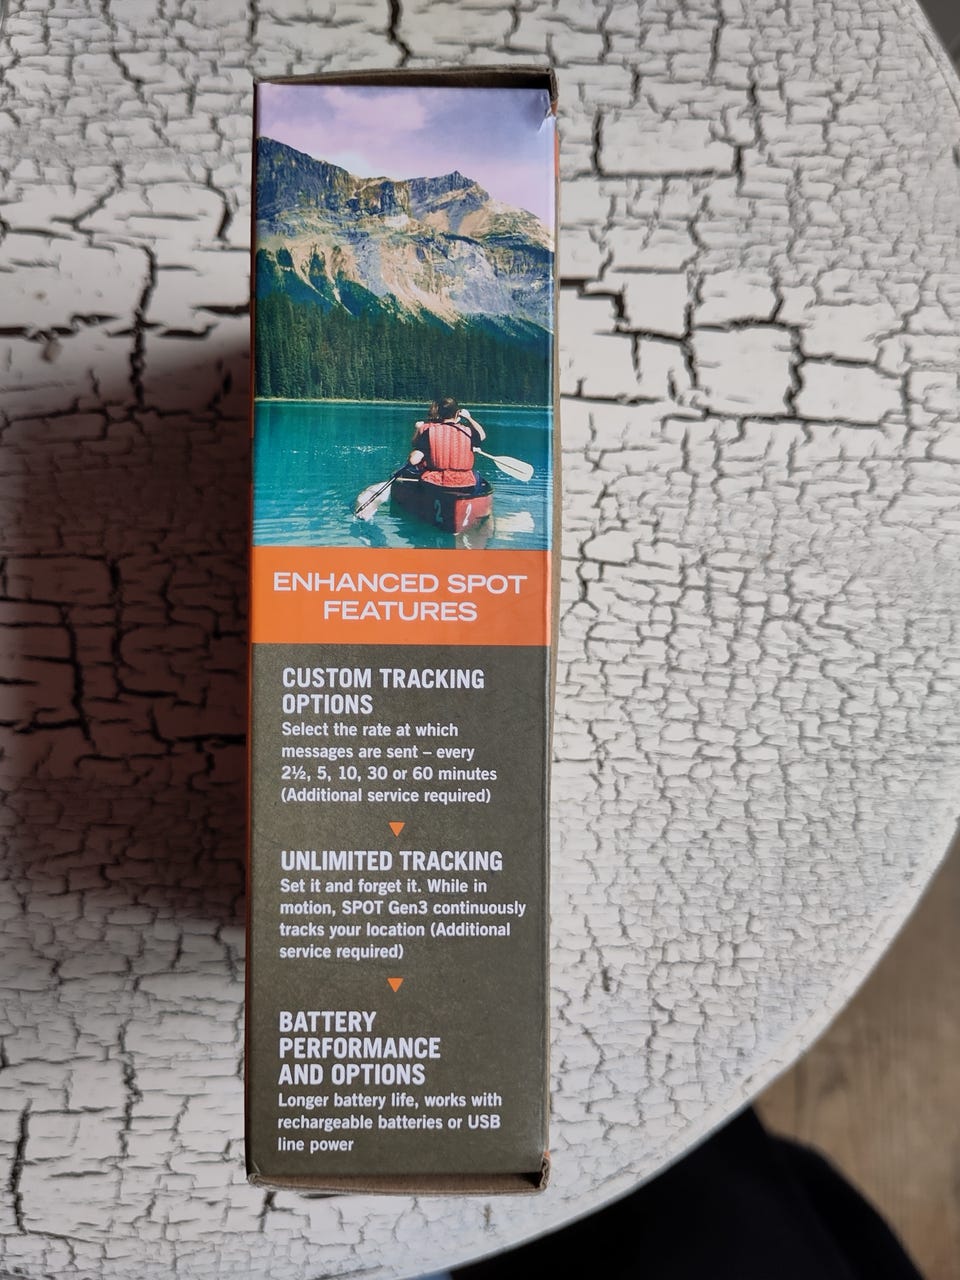 2 2
ENHANCED SPOT
FEATURES
CUSTOM TRACKING
OPTIONS
Select the rate at which
messages are sent – every
2½, 5, 10, 30 or 60 minutes
(Additional service required)
UNLIMITED TRACKING
Set it and forget it. While in
motion, SPOT Gen3 continuously
tracks your location (Additional
service required)
BATTERY
PERFORMANCE
AND OPTIONS
Longer battery life, works with
rechargeable batteries or USB
line power